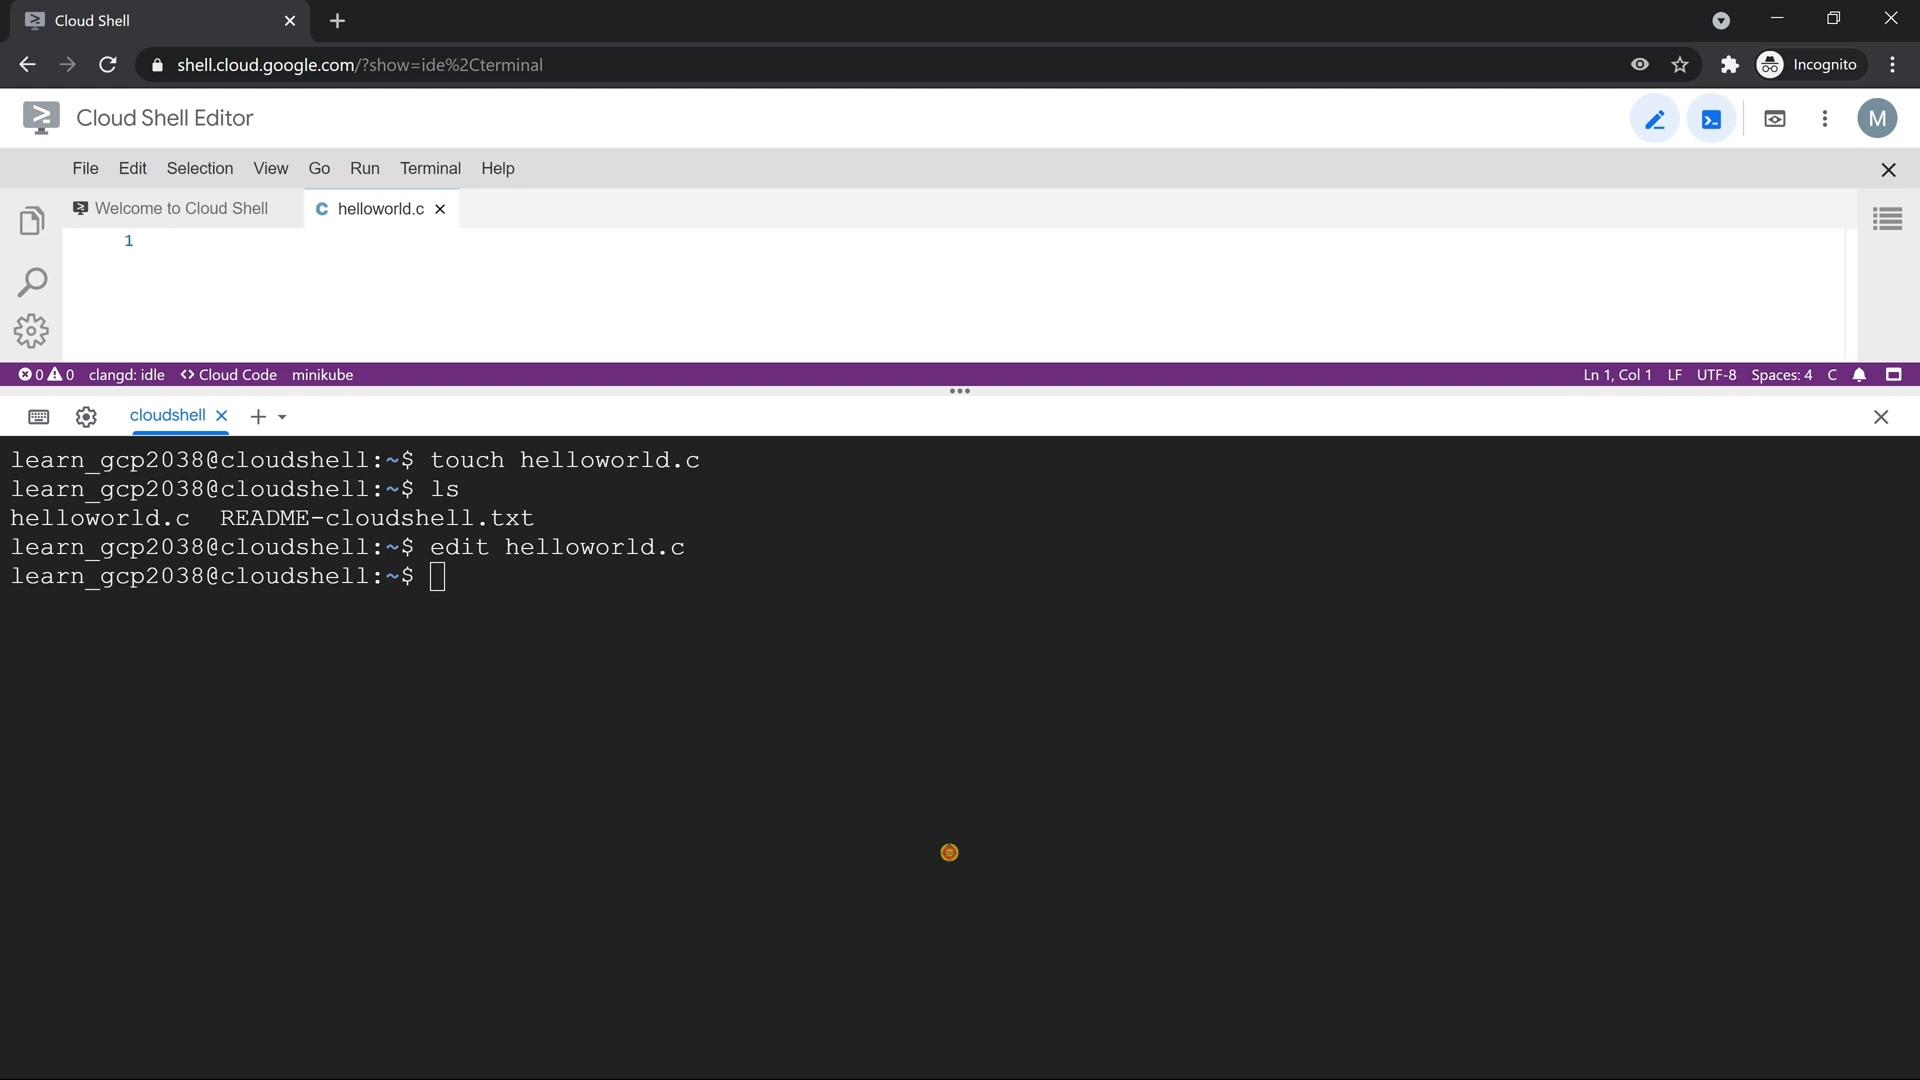 Cloud Shell
shell.cloud.google.com/?show=ide%2Cterminal
Incognito
Cloud Shell Editor
M
File Edit Selection View Go Run Terminal Help
Welcome to Cloud Shell
C helloworld.c
1
0 0 clangd: idle <> Cloud Code minikube
Ln 1, Col 1 LF UTF-8 Spaces: 4 C
cloudshell
learn_gcp2038@cloudshell:~$ touch helloworld.c
learn_gcp2038@cloudshell:~$ ls
helloworld.c README-cloudshell.txt
learn_gcp2038@cloudshell:~$ edit helloworld.c
learn_gcp2038@cloudshell:~$